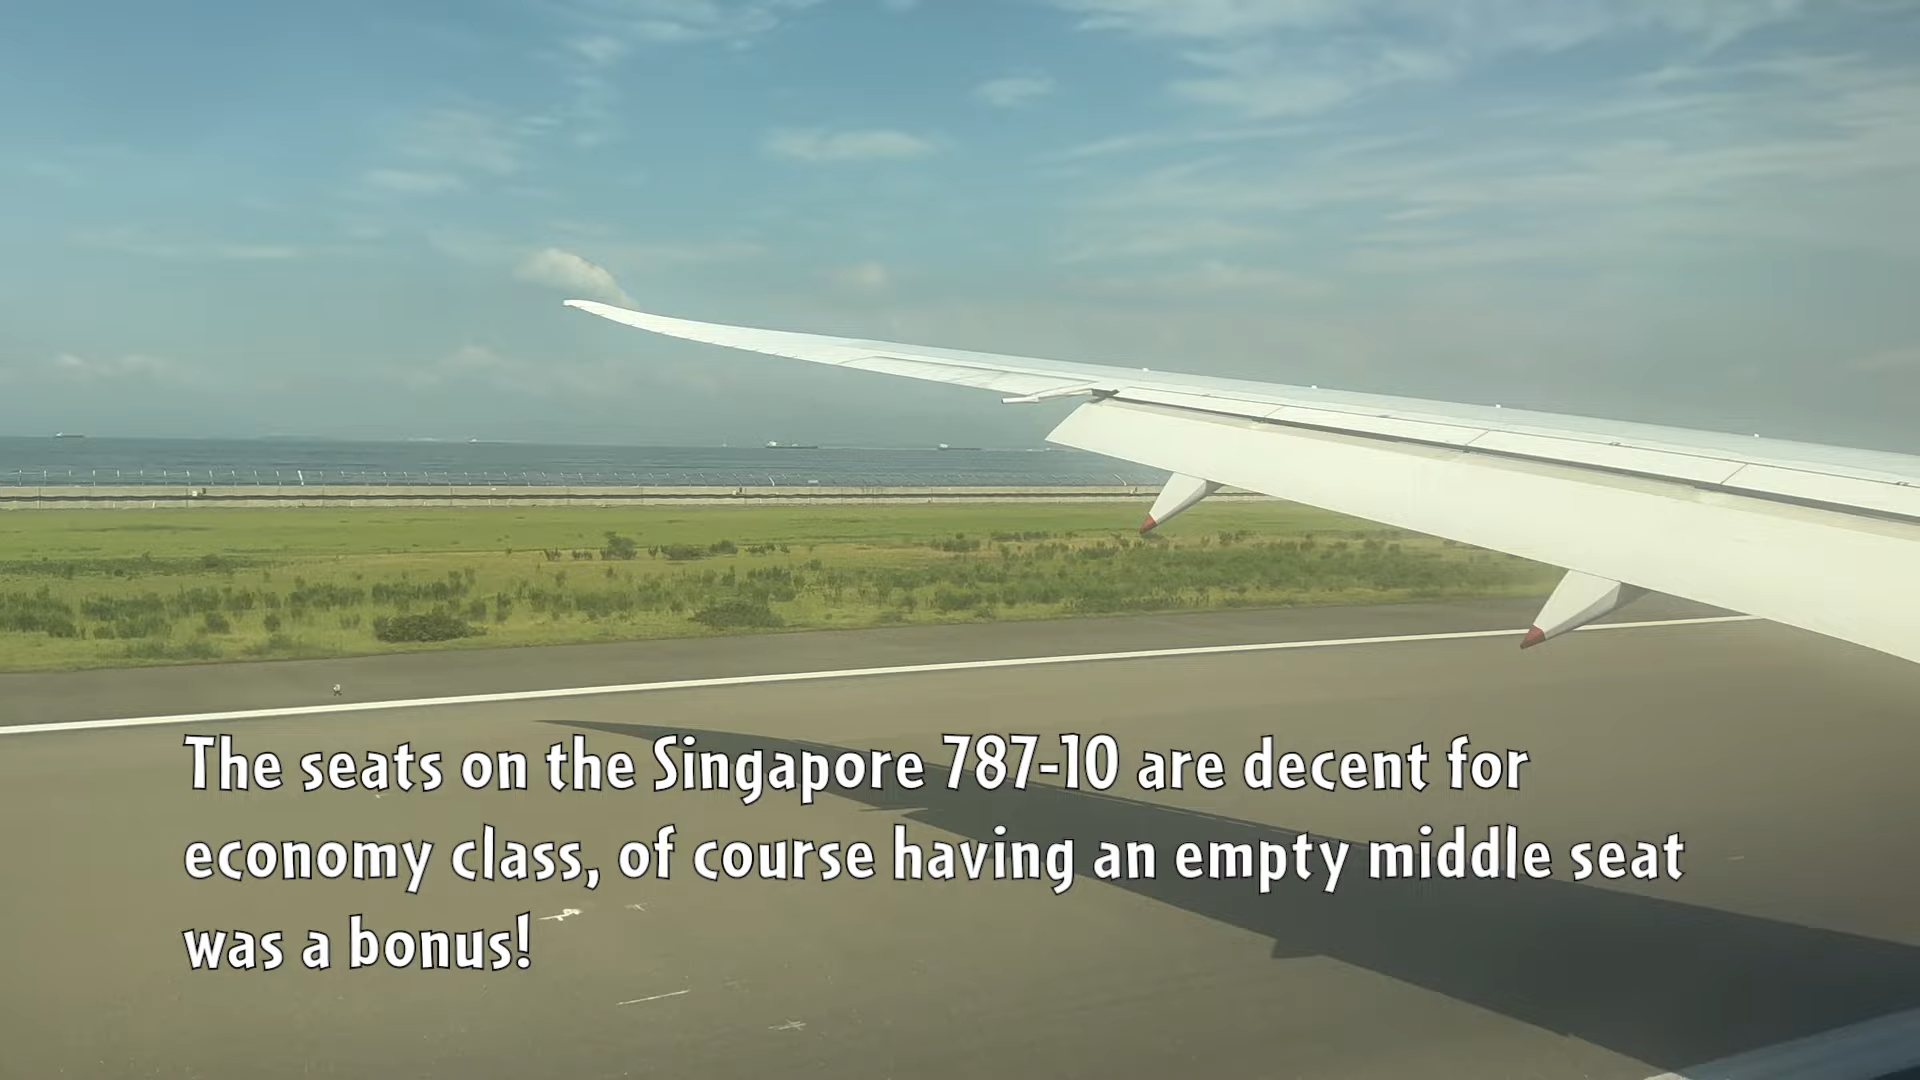 The seats on the Singapore 787-10 are decent for
economy class, of course having an empty middle seat
was a bonus!